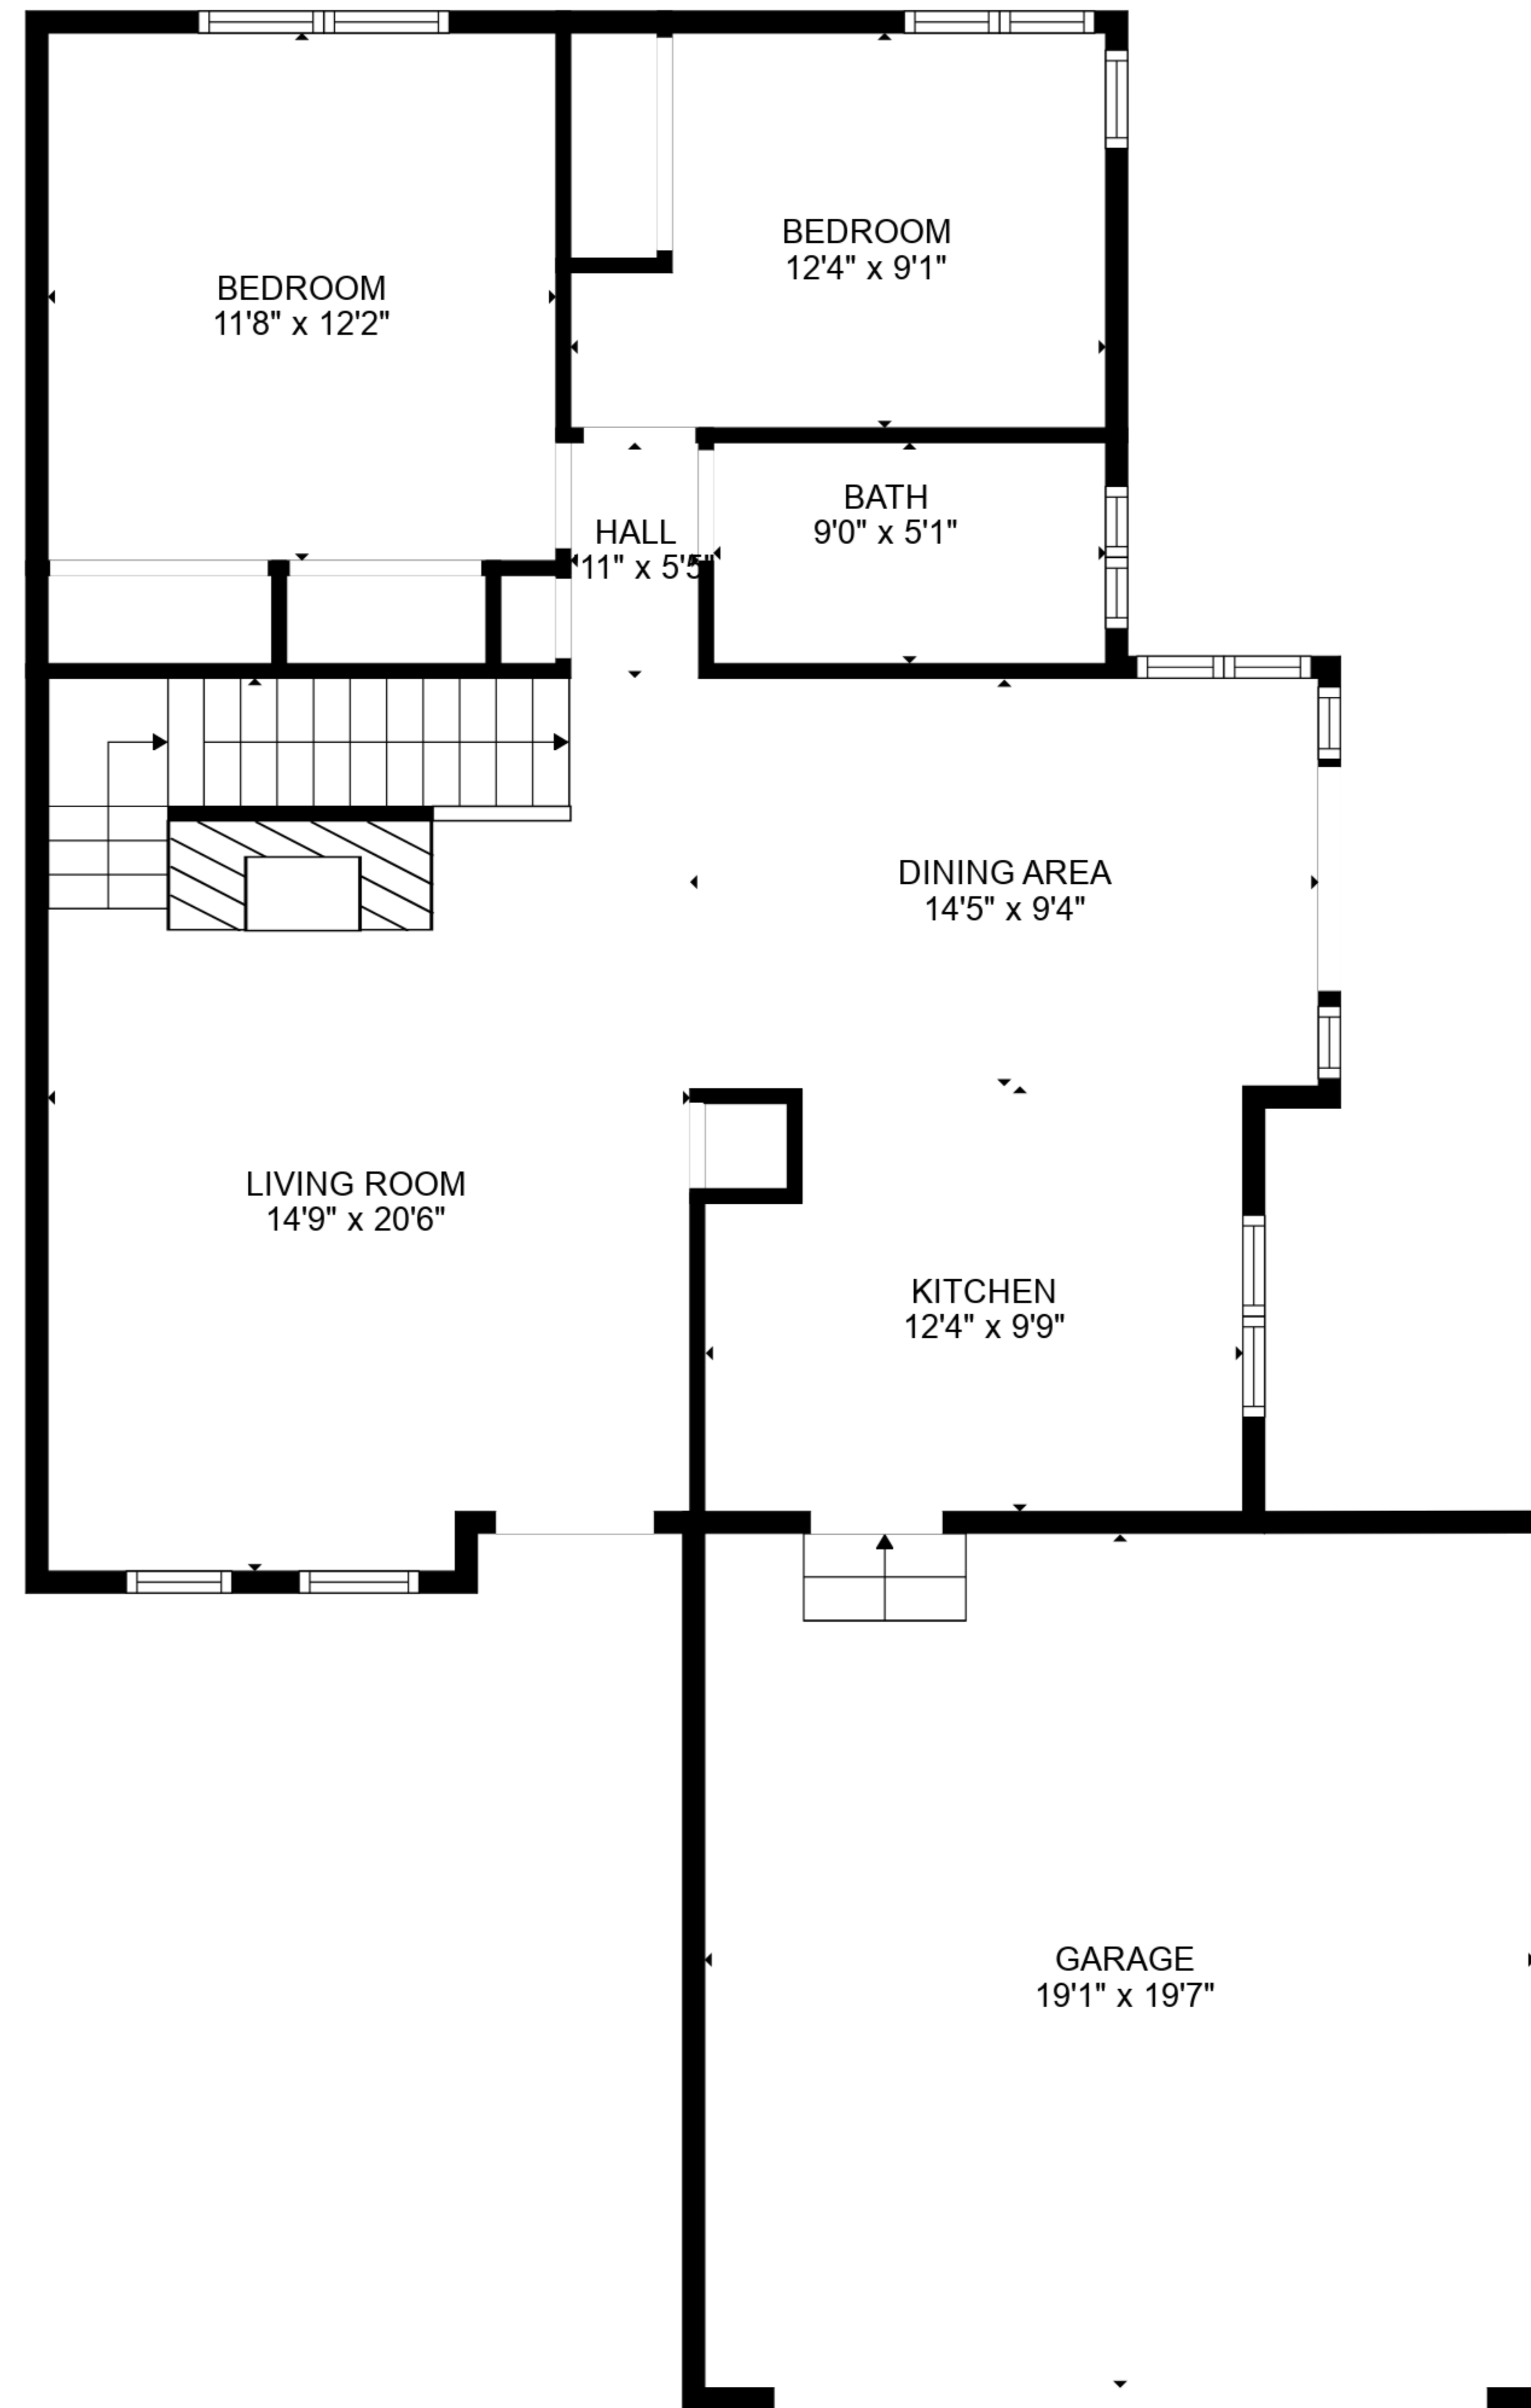 BEDROOM
12'4" x 9'1"
BEDROOM
11'8" x 12'2"
BATH
9'0" x 5'1"
HALL
11" x 5'5"
DINING AREA
14'5" x 9'4"
LIVING ROOM
14'9" x 20'6"
KITCHEN
12'4" x 9'9"
GARAGE
19'1" x 19'7"